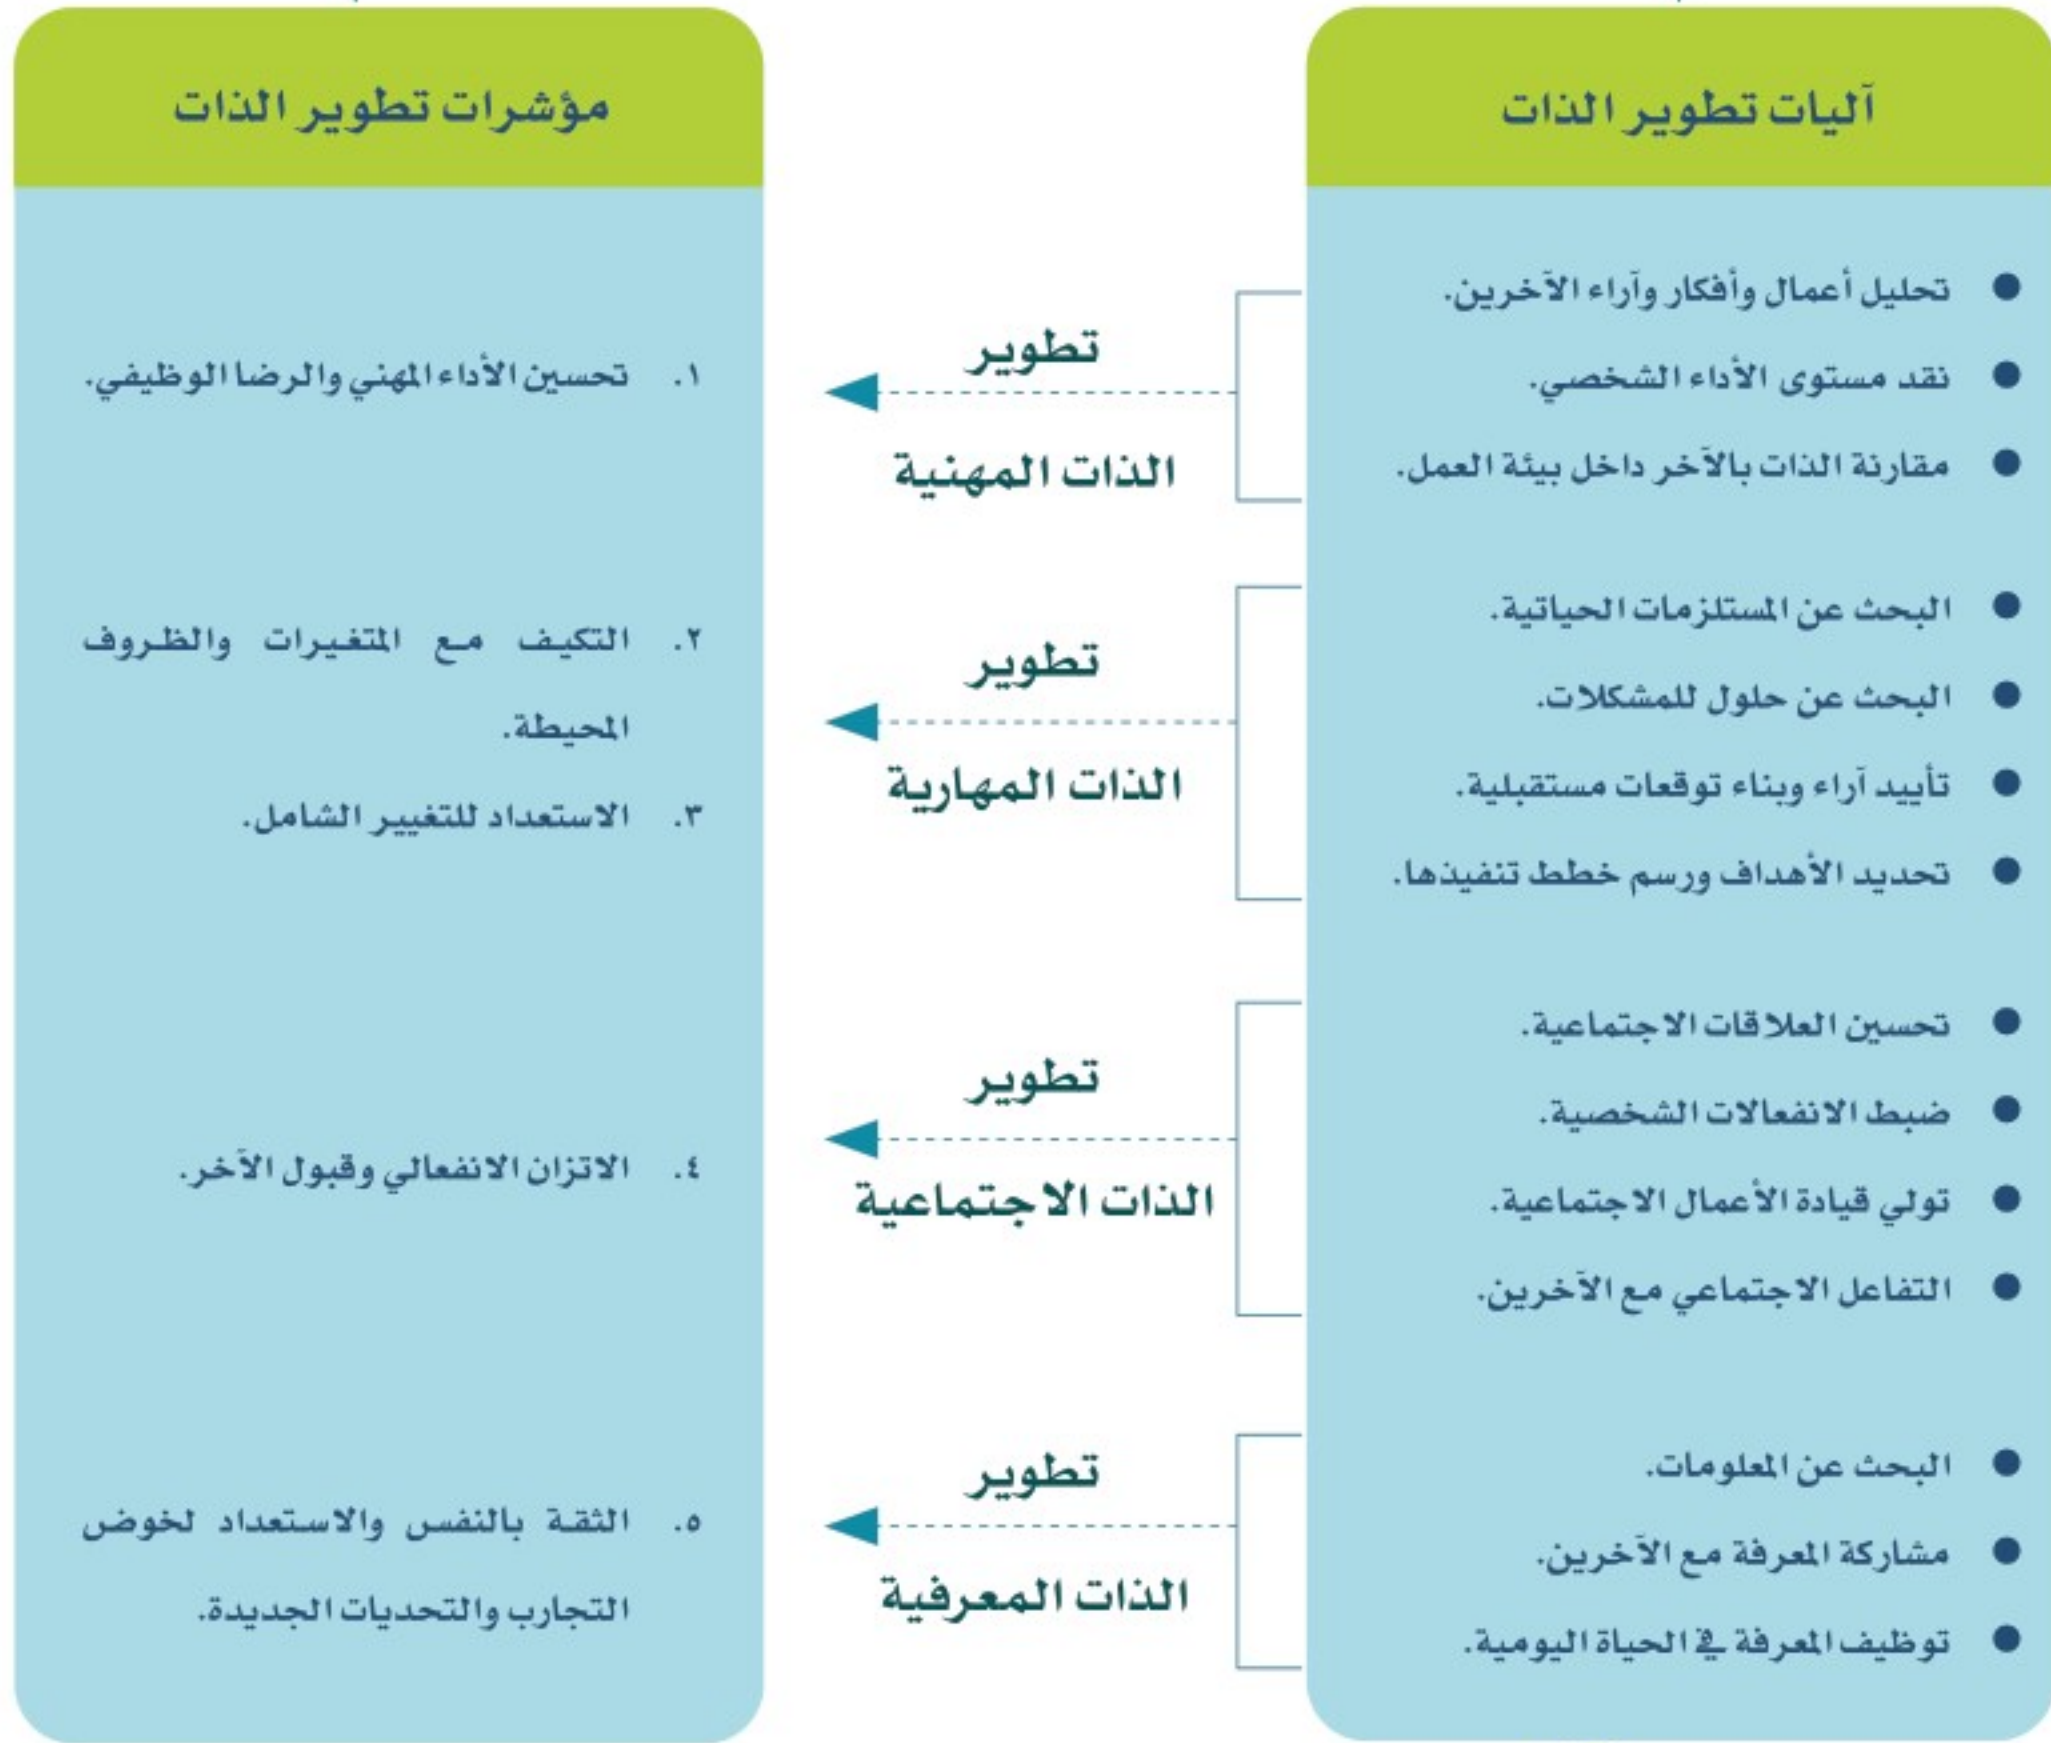 آليات تطوير الذات
● تحليل أعمال وأفكار وآراء الآخرين.
● نقد مستوى الأداء الشخصي.
● مقارنة الذات بالآخر داخل بيئة العمل.
● البحث عن المستلزمات الحياتية.
● البحث عن حلول للمشكلات.
● تأييد آراء وبناء توقعات مستقبلية.
● تحديد الأهداف ورسم خطط تنفيذها.
● تحسين العلاقات الاجتماعية.
● ضبط الانفعالات الشخصية.
● تولي قيادة الأعمال الاجتماعية.
● التفاعل الاجتماعي مع الآخرين.
● البحث عن المعلومات.
● مشاركة المعرفة مع الآخرين.
● توظيف المعرفة في الحياة اليومية.
تطوير
الذات المهنية
تطوير
الذات المهارية
تطوير
الذات الاجتماعية
تطوير
الذات المعرفية
مؤشرات تطوير الذات
١. تحسين الأداء المهني والرضا الوظيفي.
٢. التكيف مع المتغيرات والظروف
المحيطة.
٣. الاستعداد للتغيير الشامل.
٤. الاتزان الانفعالي وقبول الآخر.
٥. الثقة بالنفس والاستعداد لخوض
التجارب والتحديات الجديدة.